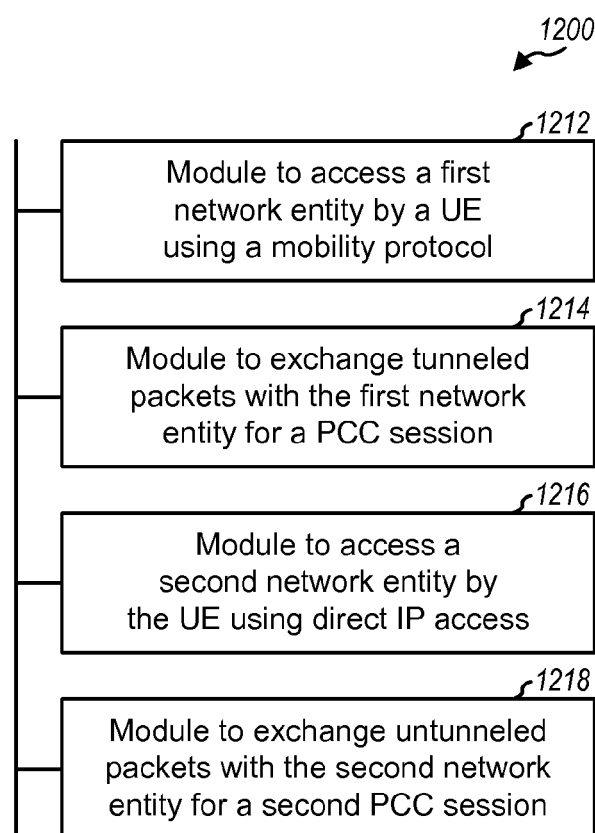 1200
1212
Module to access a first
network entity by a UE
using a mobility protocol
1214
Module to exchange tunneled
packets with the first network
entity for a PCC session
1216
Module to access a
second network entity by
the UE using direct IP access
1218
Module to exchange untunneled
packets with the second network
entity for a second PCC session